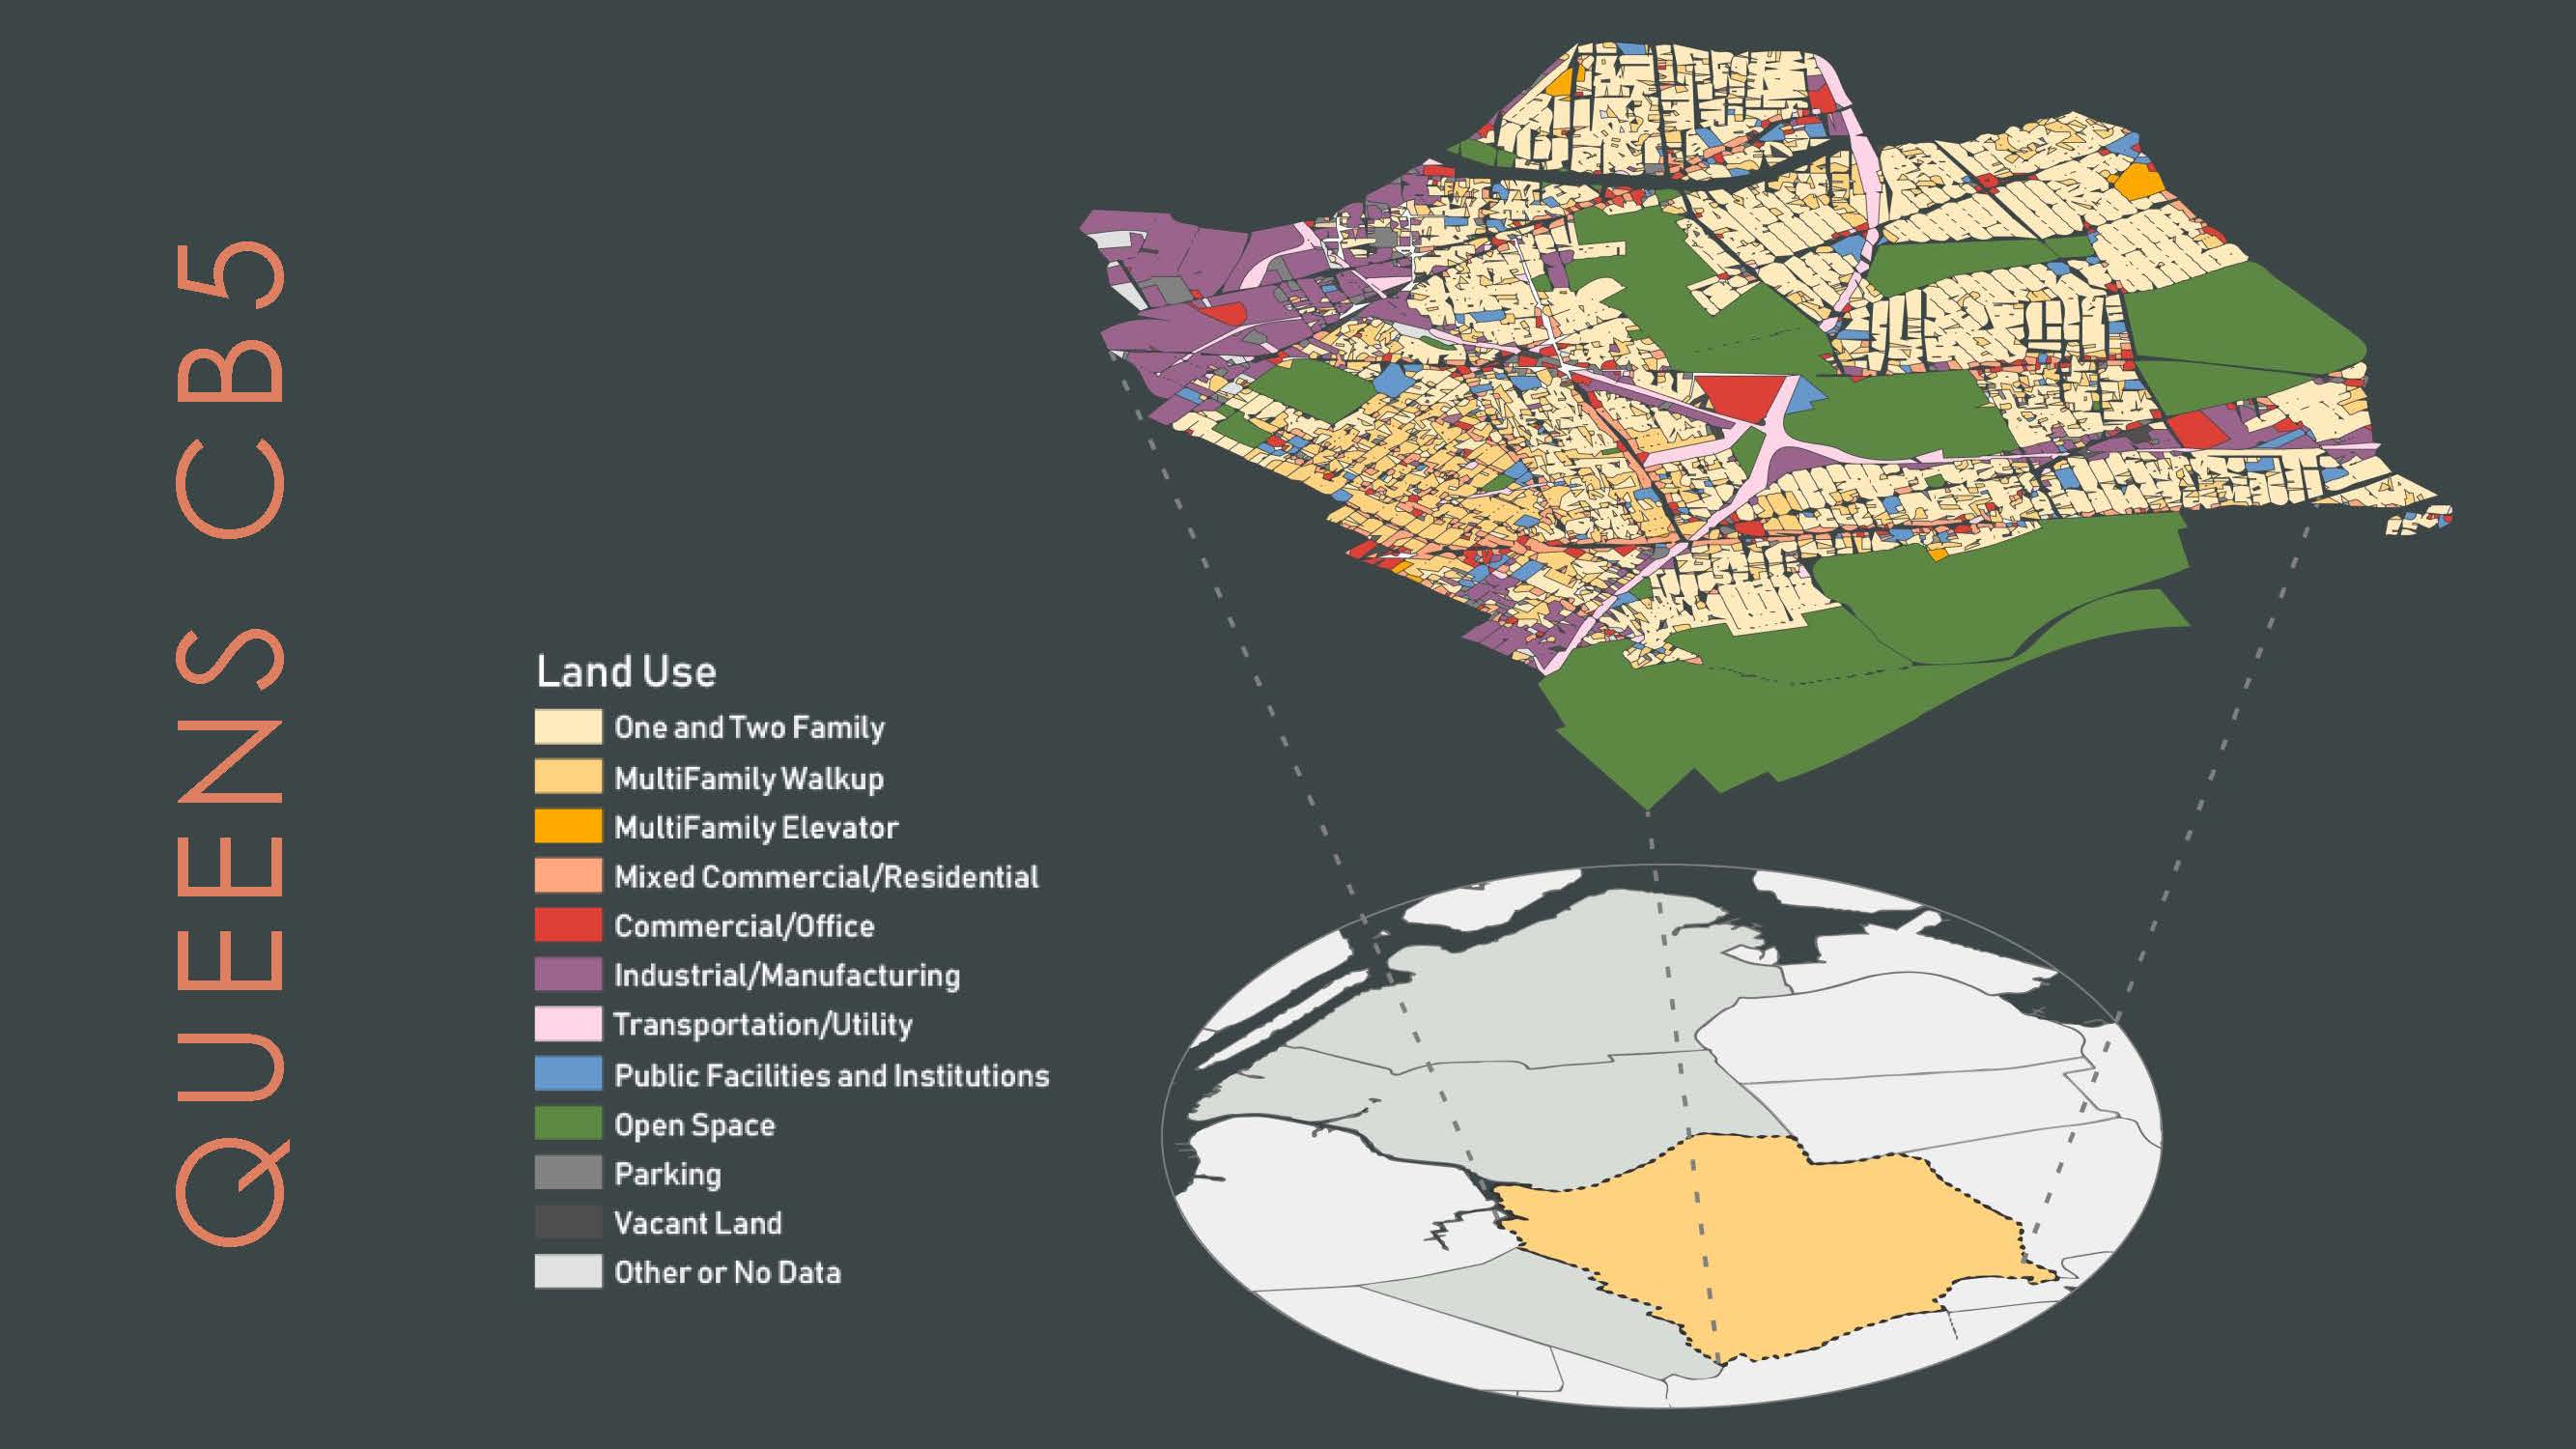 QUEENS CB5
Land Use
One and Two Family
MultiFamily Walkup
MultiFamily Elevator
Mixed Commercial/Residential
Commercial/Office
Industrial/Manufacturing
Transportation/Utility
Public Facilities and Institutions
Open Space
Parking
Vacant Land
Other or No Data